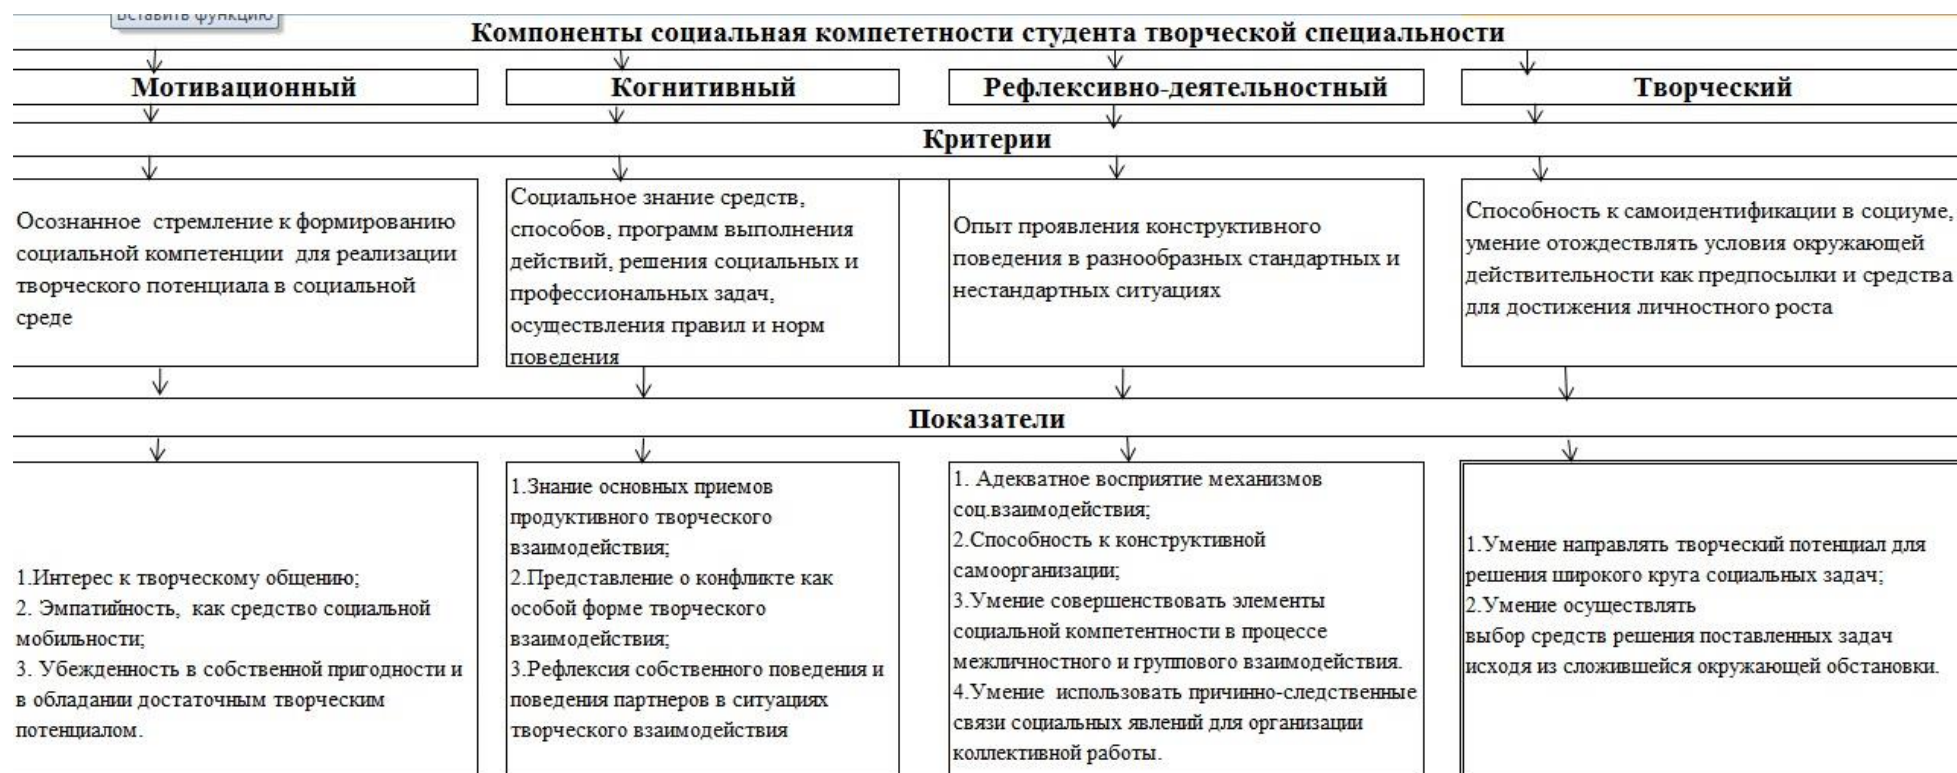 Вставить функцию
Компоненты социальная компететности студента творческой специальности
Мотивационный
Когнитивный
Рефлексивно-деятельностный
Творческий
Критерии
Осознанное стремление к формированию
социальной компетенции для реализации
творческого потенциала в социальной
среде
Социальное знание средств,
способов, программ выполнения
действий, решения социальных и
профессиональных задач,
осуществления правил и норм
поведения
Опыт проявления конструктивного
поведения в разнообразных стандартных и
нестандартных ситуациях
Способность к самоидентификации в социуме,
умение отождествлять условия окружающей
действительности как предпосылки и средства
для достижения личностного роста
Показатели
1.Интерес к творческому общению;
2. Эмпатийность, как средство социальной
мобильности;
3. Убежденность в собственной пригодности и
в обладании достаточным творческим
потенциалом.
1.Знание основных приемов
продуктивного творческого
взаимодействия;
2.Представление о конфликте как
особой форме творческого
взаимодействия;
3.Рефлексия собственного поведения и
поведения партнеров в ситуациях
творческого взаимодействия
1. Адекватное восприятие механизмов
соц.взаимодействия;
2.Способность к конструктивной
самоорганизации;
3.Умение совершенствовать элементы
социальной компетентности в процессе
межличностного и группового взаимодействия.
4.Умение использовать причинно-следственные
связи социальных явлений для организации
коллективной работы.
1.Умение направлять творческий потенциал для
решения широкого круга социальных задач;
2.Умение осуществлять
выбор средств решения поставленных задач
исходя из сложившейся окружающей обстановки.